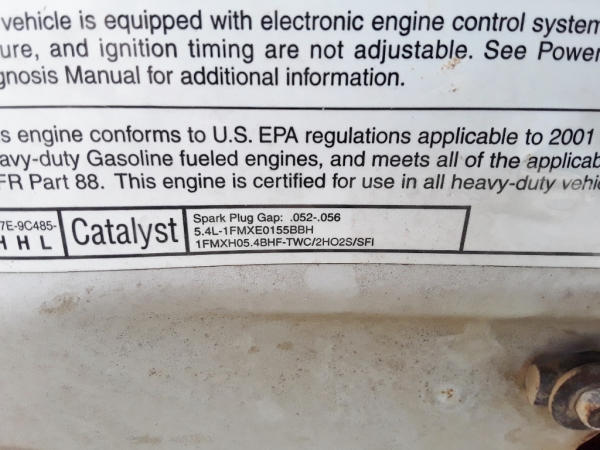 vehicle is equipped with electronic engine control system
ure, and ignition timing are not adjustable. See Power
gnosis Manual for additional information.
s engine conforms to U.S. EPA regulations applicable to 2001
avy-duty Gasoline fueled engines, and meets all of the applicab
FR Part 88. This engine is certified for use in all heavy-duty vehic
7E-9C485-
H H L
Catalyst
Spark Plug Gap: .052-.056
5.4L-1FMXE0155BBH
1FMXH05.4BHF-TWC/2HO2S/SFI